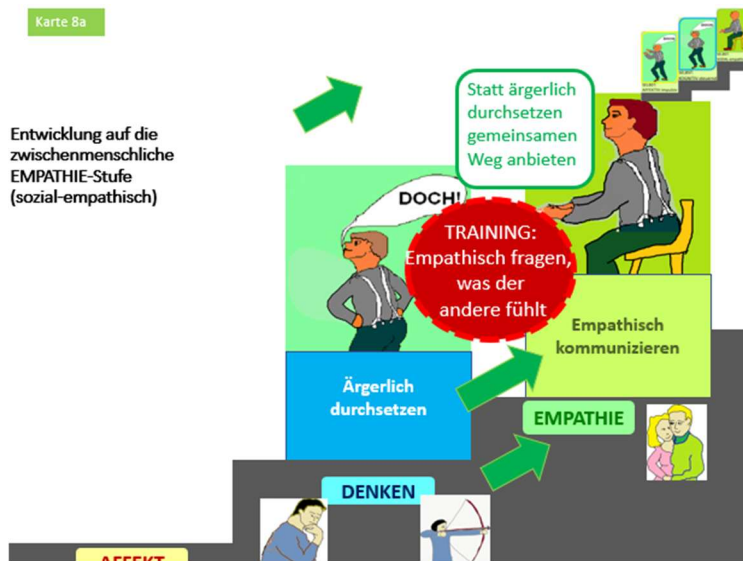 Karte 8a
Entwicklung auf die
zwischenmenschliche
EMPATHIE-Stufe
(sozial-empathisch)
Statt ärgerlich
durchsetzen
gemeinsamen
Weg anbieten
DOCH!
TRAINING:
Empathisch fragen,
was der
andere fühlt
Ärgerlich
durchsetzen
Empathisch
kommunizieren
EMPATHIE
DENKEN
AFFEKT